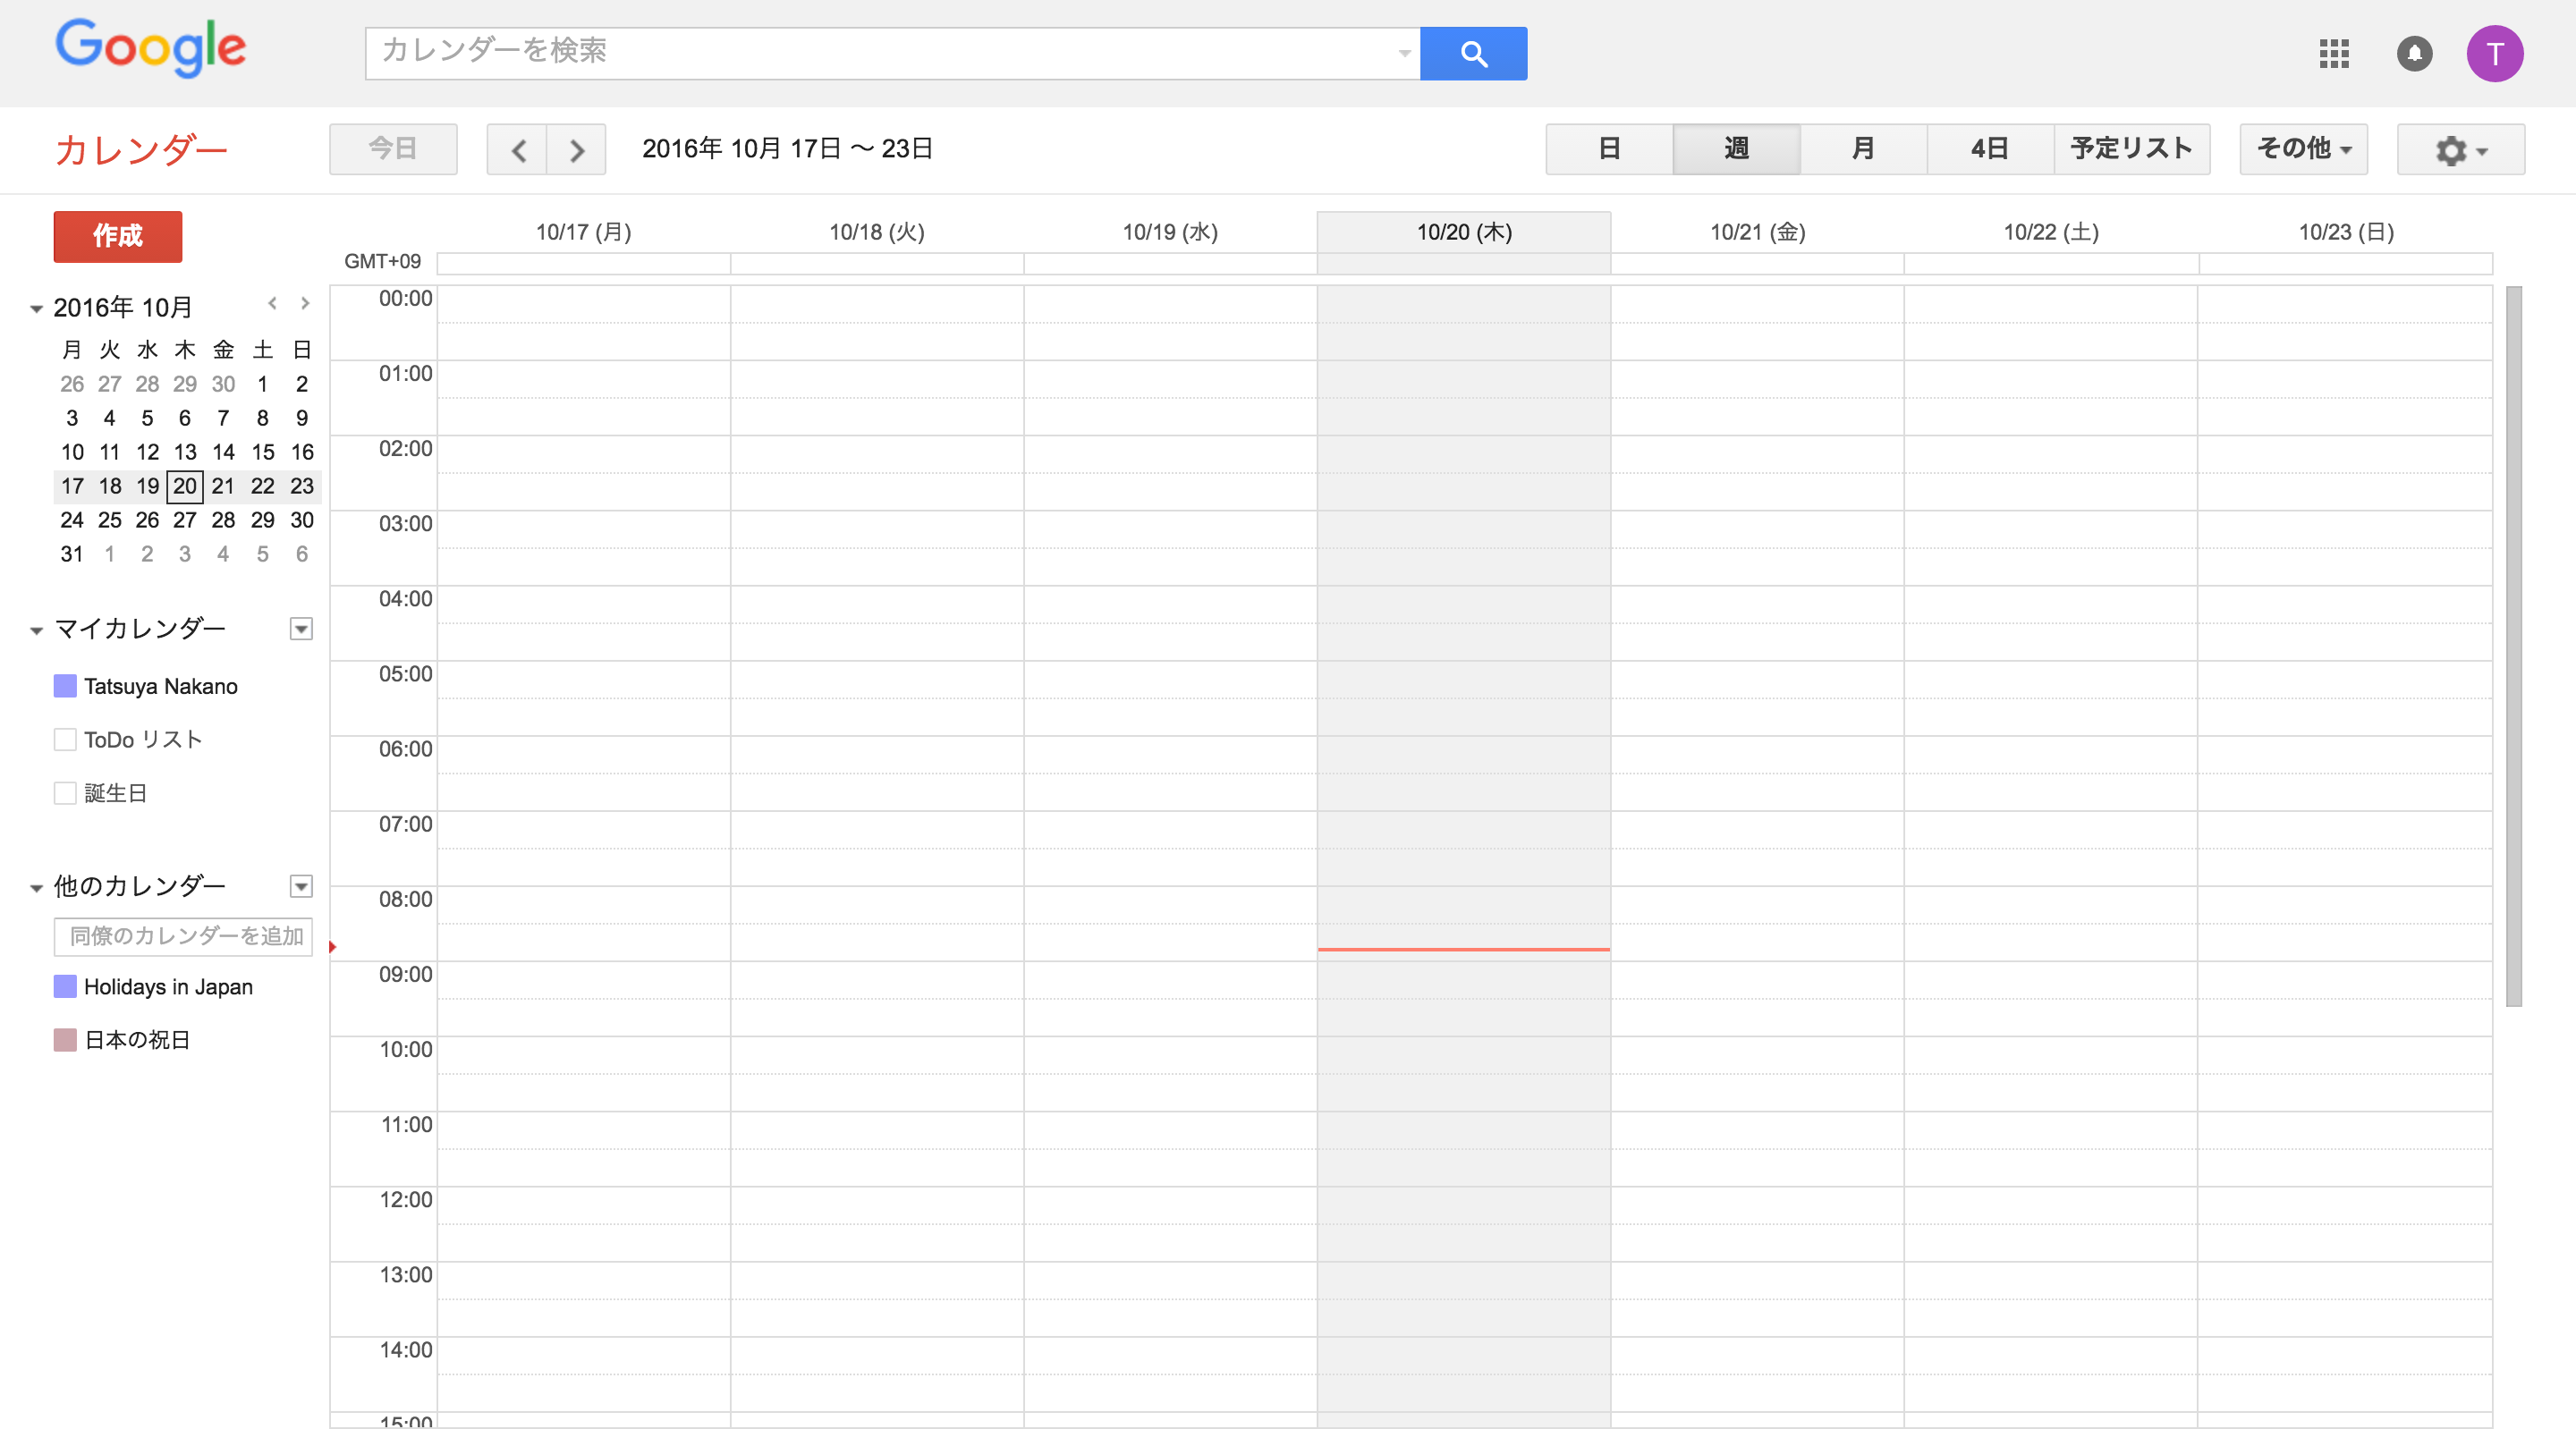 Google
カレンダーを検索
T
カレンダー
今日
2016年 10月 17日 〜 23日
日 週 月 4日 予定リスト
その他
作成
2016年 10月
月 火 水 木 金 土 日
26 27 28 29 30 1 2
3 4 5 6 7 8 9
10 11 12 13 14 15 16
17 18 19 20 21 22 23
24 25 26 27 28 29 30
31 1 2 3 4 5 6
マイカレンダー
Tatsuya Nakano
ToDo リスト
誕生日
他のカレンダー
同僚のカレンダーを追加
Holidays in Japan
日本の祝日
10/17 (月) 10/18 (火) 10/19 (水) 10/20 (木) 10/21 (金) 10/22 (土) 10/23 (日)
GMT+09
00:00
01:00
02:00
03:00
04:00
05:00
06:00
07:00
08:00
09:00
10:00
11:00
12:00
13:00
14:00
15:00